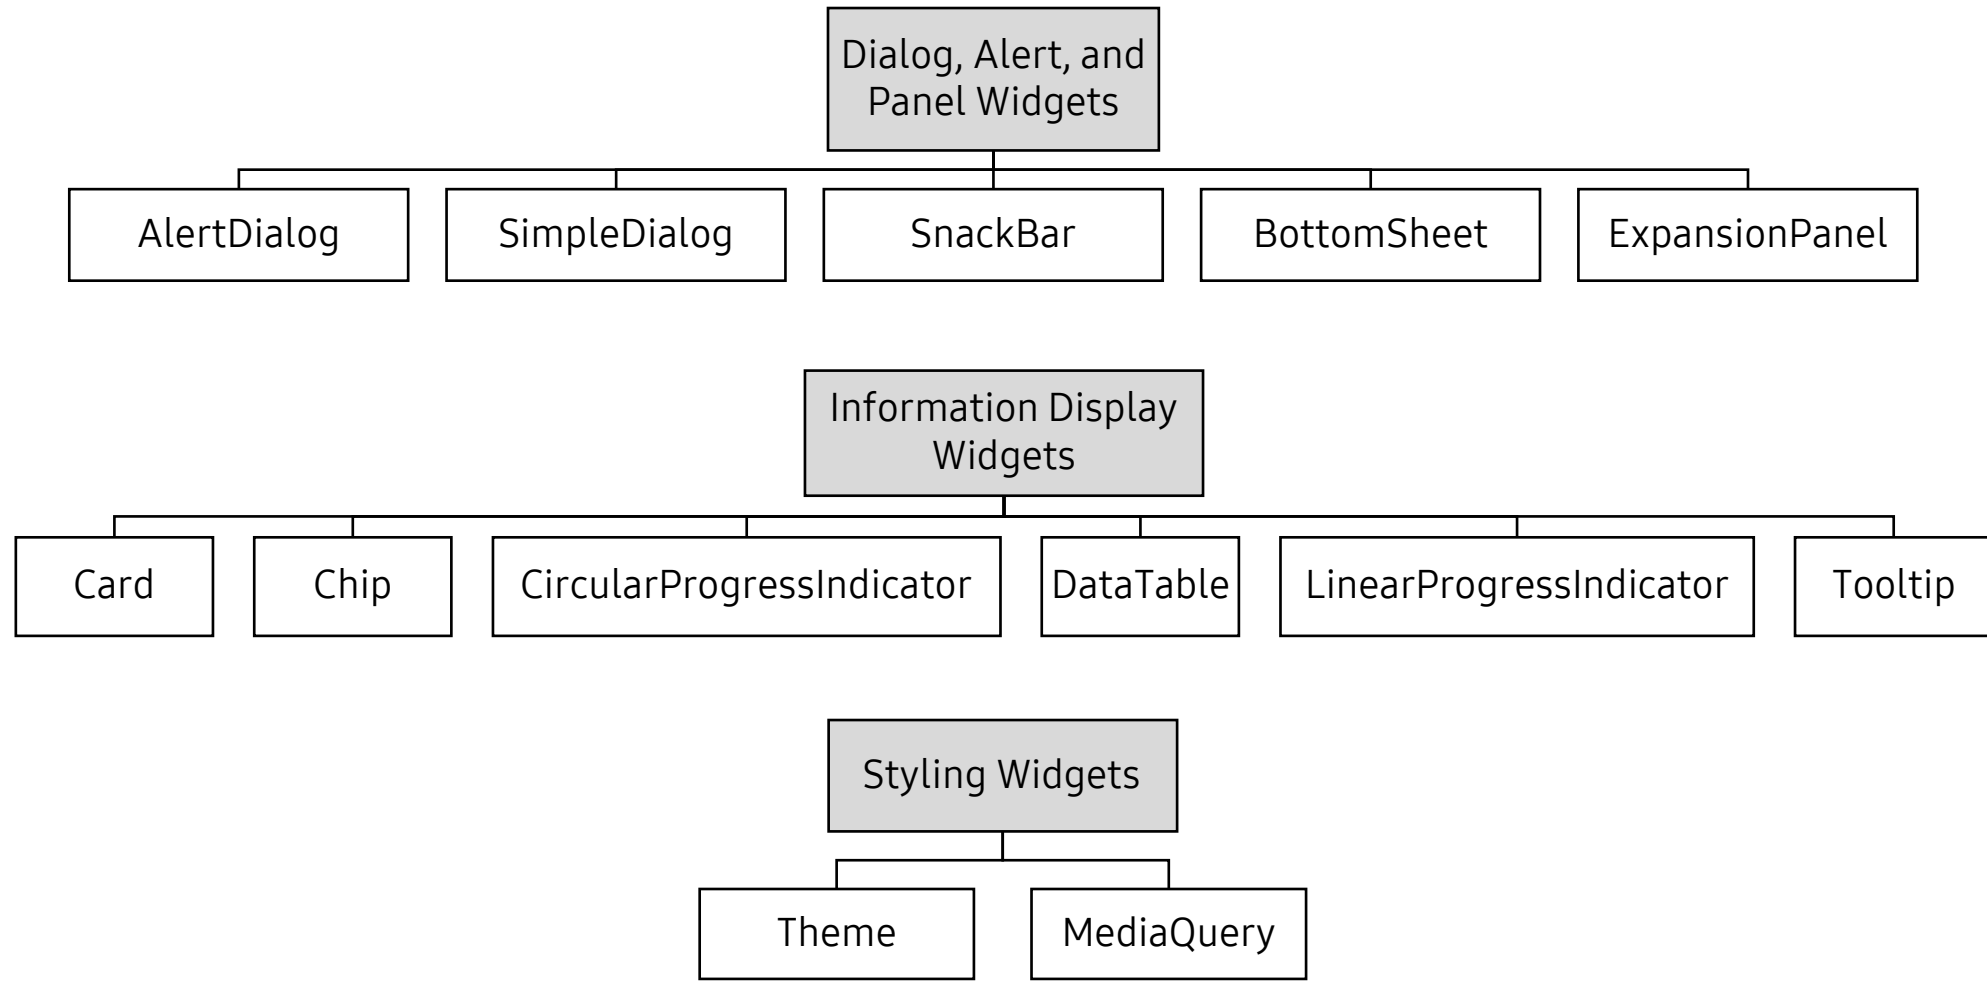 Dialog, Alert, and
Panel Widgets
AlertDialog
SimpleDialog
SnackBar
BottomSheet
ExpansionPanel
Information Display
Widgets
Card
Chip
CircularProgressIndicator
DataTable
LinearProgressIndicator
Tooltip
Styling Widgets
Theme
MediaQuery